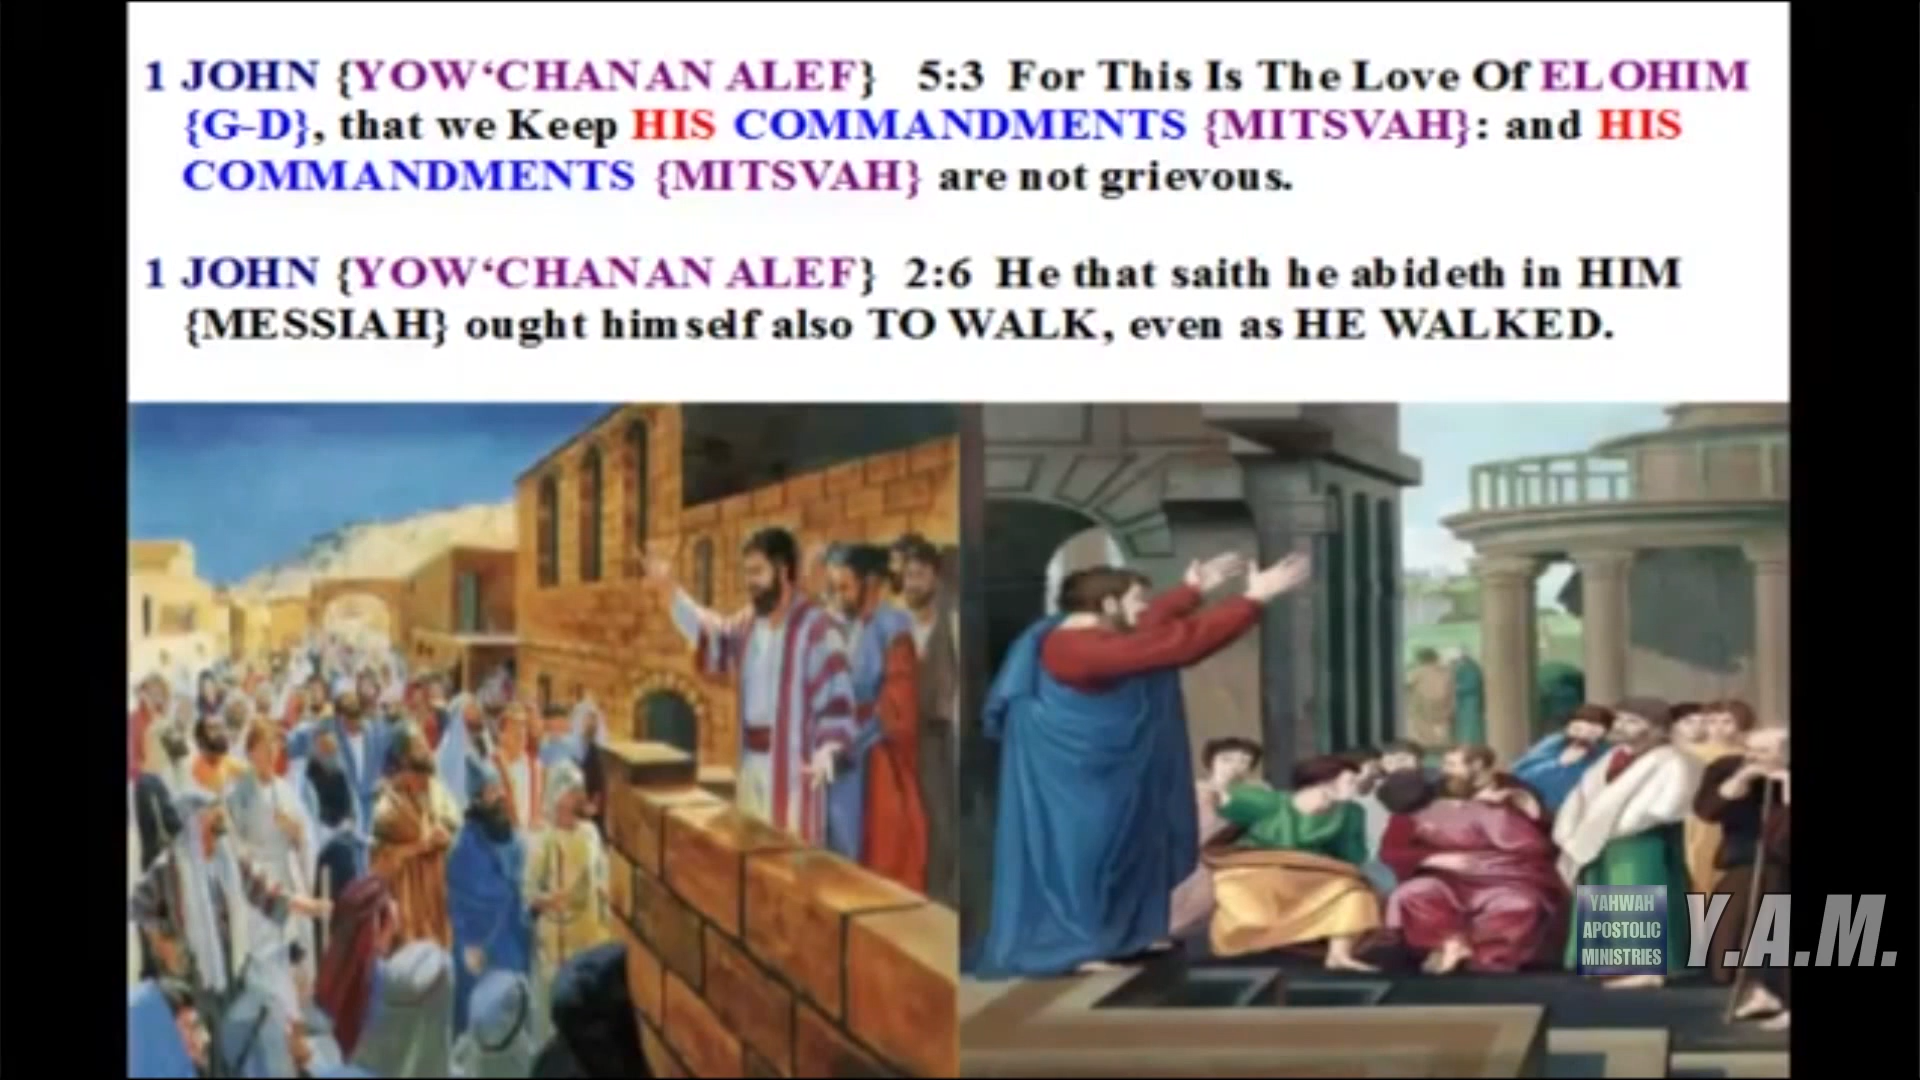 1 JOHN {YOW‘CHANAN ALEF} 5:3 For This Is The Love Of ELOHIM
{G-D}, that we Keep HIS COMMANDMENTS {MITSVAH}: and HIS
COMMANDMENTS {MITSVAH} are not grievous.
1 JOHN {YOW‘CHANAN ALEF} 2:6 He that saith he abideth in HIM
{MESSIAH} ought himself also TO WALK, even as HE WALKED.
YAHWAH
APOSTOLIC
MINISTRIES
Y.A.M.